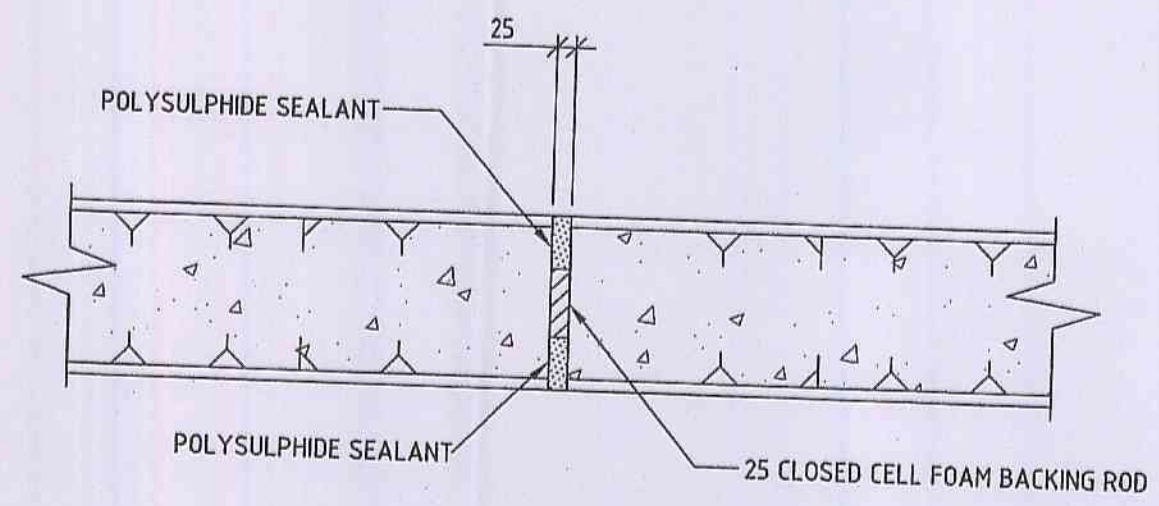 25
POLYSULPHIDE SEALANT
POLYSULPHIDE SEALANT
25 CLOSED CELL FOAM BACKING ROD